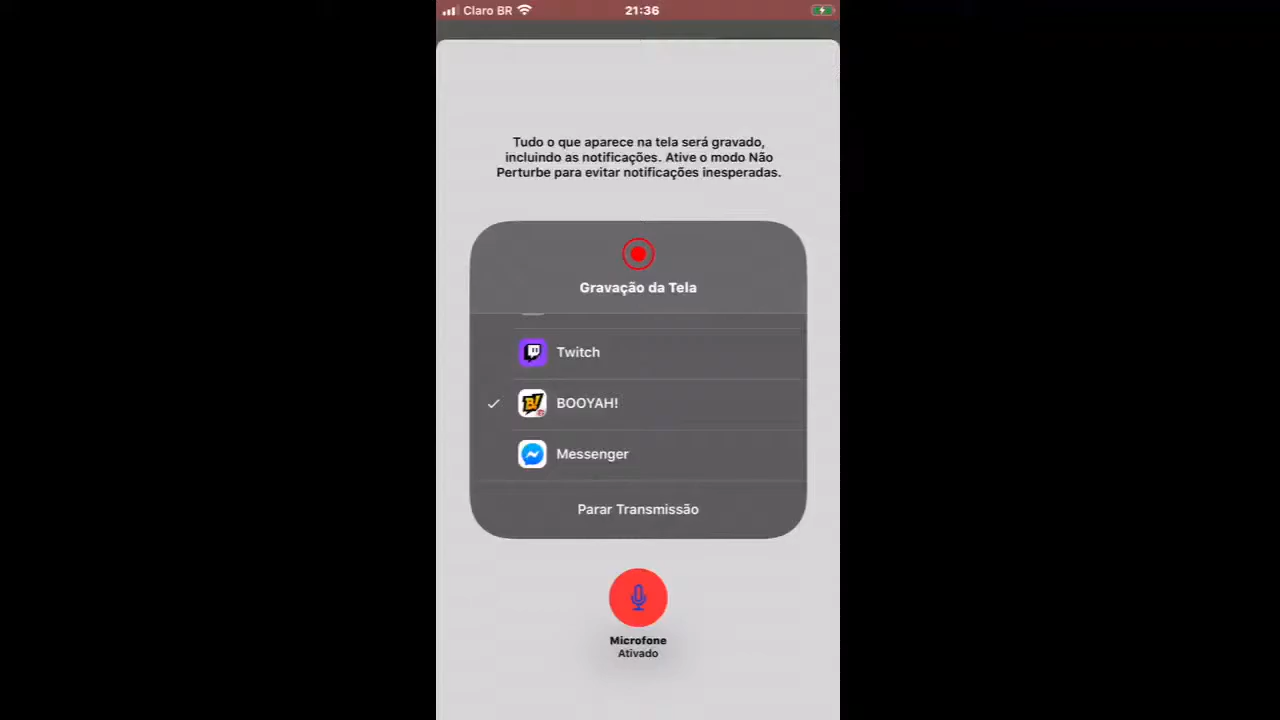 Claro BR
21:36
Tudo o que aparece na tela será gravado,
incluindo as notificações. Ative o modo Não
Perturbe para evitar notificações inesperadas.
Gravação da Tela
Twitch
BOOYAH!
Messenger
Parar Transmissão
Microfone
Ativado